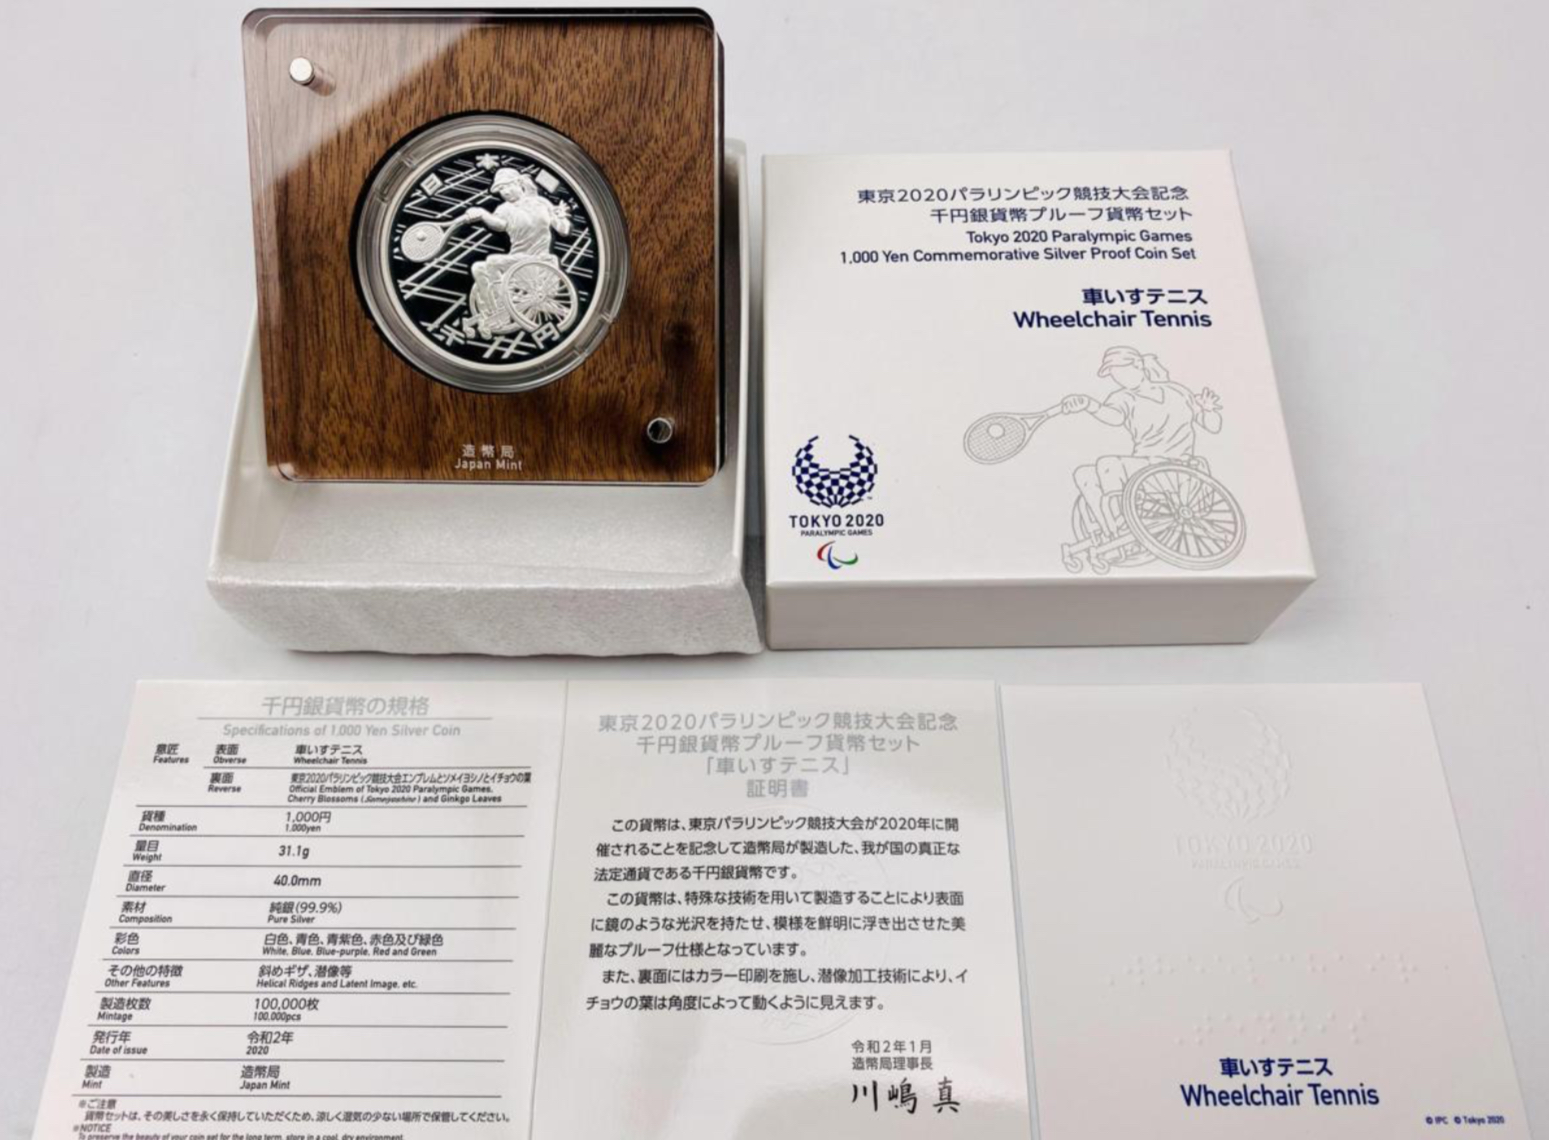 日 本 国
千 円
造幣局
Japan Mint
東京2020パラリンピック競技大会記念
千円銀貨幣プルーフ貨幣セット
Tokyo 2020 Paralympic Games
1,000 Yen Commemorative Silver Proof Coin Set
車いすテニス
Wheelchair Tennis
TOKYO 2020
PARALYMPIC GAMES
千円銀貨幣の規格
Specifications of 1,000 Yen Silver Coin
意匠 表面 車いすテニス
Features Obverse Wheelchair Tennis
裏面 東京2020パラリンピック競技大会エンブレムとソメイヨシノとイチョウの葉
Reverse Official Emblem of Tokyo 2020 Paralympic Games,
Cherry Blossoms (Someiyoshino) and Ginkgo Leaves
貨種 1,000円
Denomination 1,000yen
量目 31.1g
Weight
直径 40.0mm
Diameter
素材 純銀(99.9%)
Composition Pure Silver
彩色 白色、青色、青紫色、赤色及び緑色
Colors White, Blue, Blue-purple, Red and Green
その他の特徴 斜めギザ、潜像等
Other Features Helical Ridges and Latent Image, etc.
製造枚数 100,000枚
Mintage 100,000pcs
発行年 令和2年
Date of issue 2020
製造 造幣局
Mint Japan Mint
※ご注意
貨幣セットは、その美しさを永く保持していただくため、涼しく湿気の少ない場所で保管してください。
※NOTICE
To preserve the beauty of your coin set for the long term, store in a cool, dry environment.
東京2020パラリンピック競技大会記念
千円銀貨幣プルーフ貨幣セット
「車いすテニス」
証明書
この貨幣は、東京パラリンピック競技大会が2020年に開
催されることを記念して造幣局が製造した、我が国の真正な
法定通貨である千円銀貨幣です。
この貨幣は、特殊な技術を用いて製造することにより表面
に鏡のような光沢を持たせ、模様を鮮明に浮き出させた美
麗なプルーフ仕様となっています。
また、裏面にはカラー印刷を施し、潜像加工技術により、イ
チョウの葉は角度によって動くように見えます。
令和2年1月
造幣局理事長
川嶋 真
TOKYO 2020
PARALYMPIC GAMES
車いすテニス
Wheelchair Tennis
© IPC © Tokyo 2020